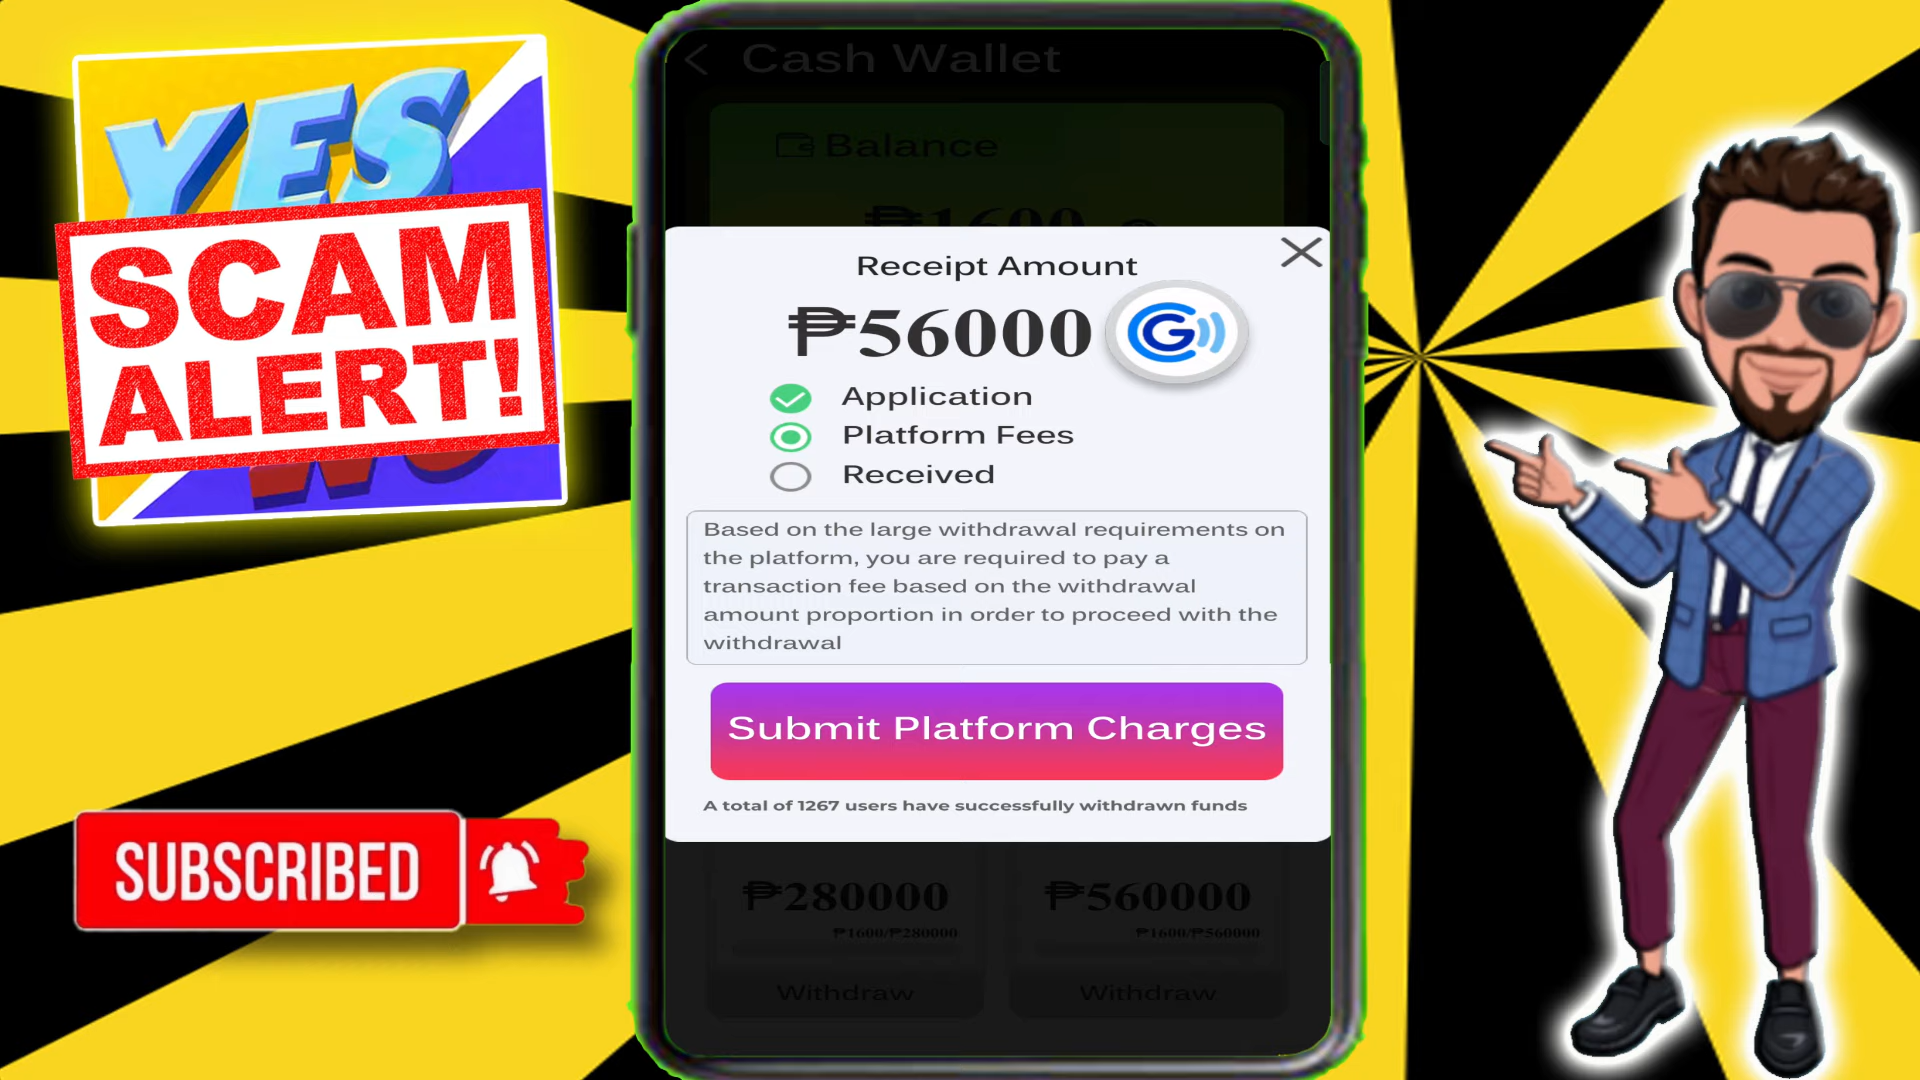 YES
SCAM
ALERT!
NO
SUBSCRIBED
Cash Wallet
Balance
₱1600
Receipt Amount
₱56000
G
Application
Platform Fees
Received
Based on the large withdrawal requirements on
the platform, you are required to pay a
transaction fee based on the withdrawal
amount proportion in order to proceed with the
withdrawal
Submit Platform Charges
A total of 1267 users have successfully withdrawn funds
₱280000 ₱560000
₱1600/₱280000 ₱1600/₱560000
Withdraw Withdraw